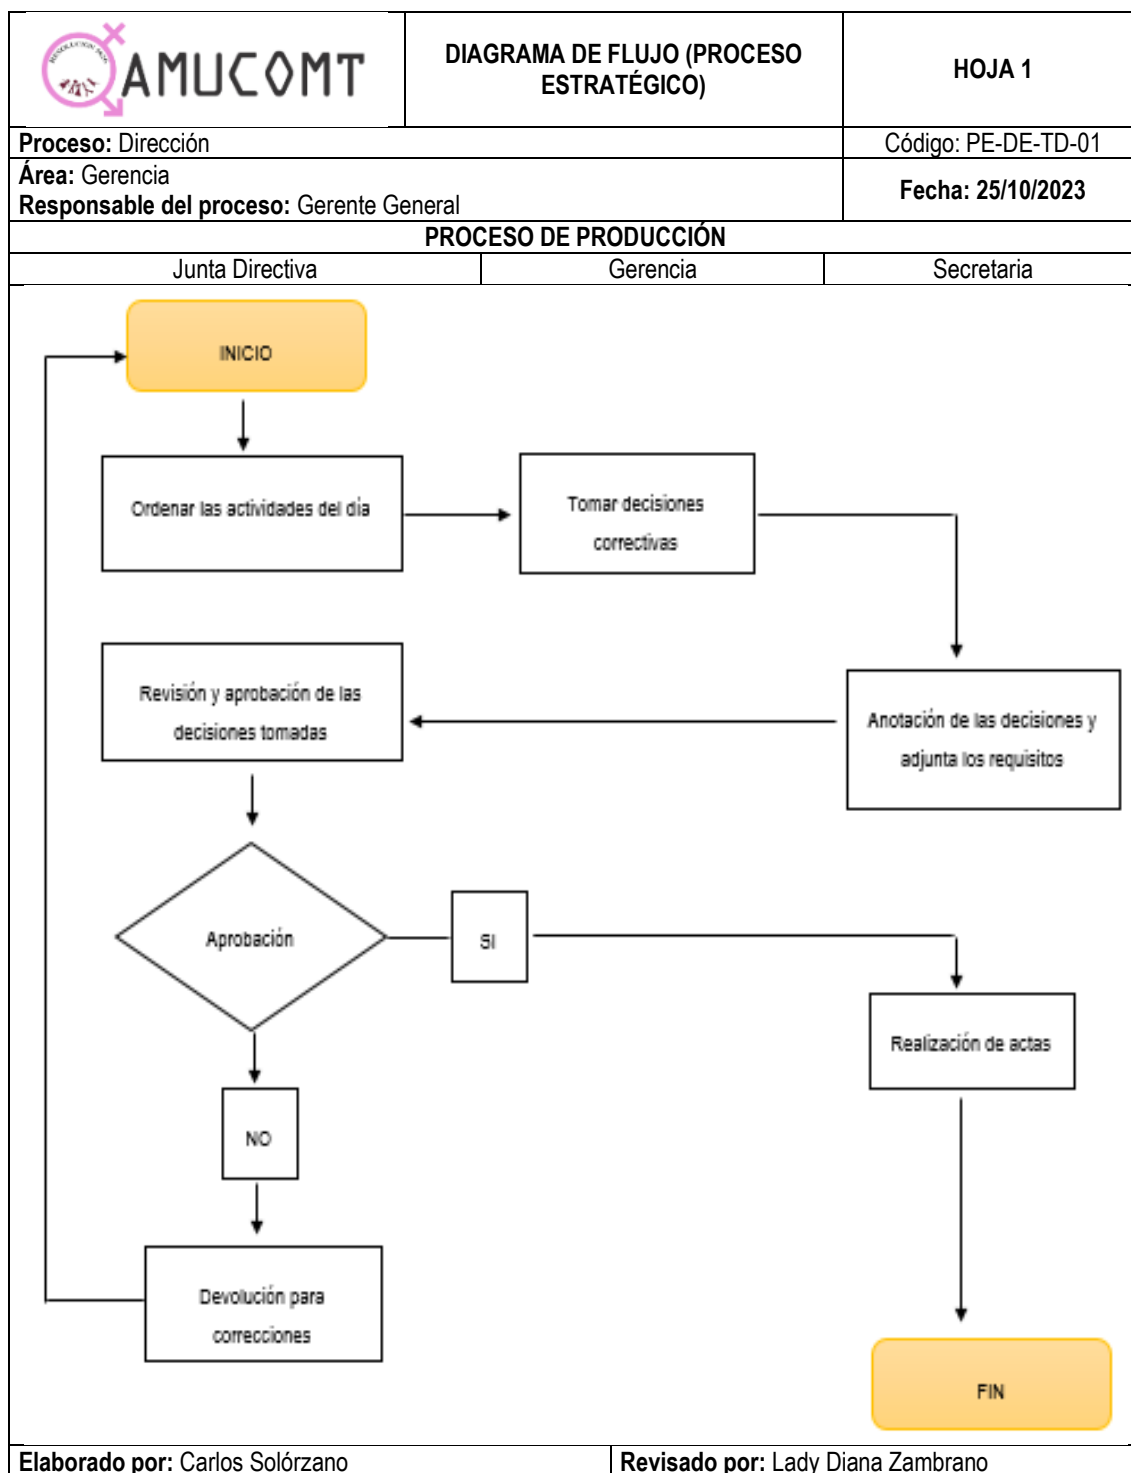 RESOLUCION 5826
AMUCOMT
DIAGRAMA DE FLUJO (PROCESO
ESTRATÉGICO)
HOJA 1
Proceso: Dirección
Código: PE-DE-TD-01
Área: Gerencia
Responsable del proceso: Gerente General
Fecha: 25/10/2023
PROCESO DE PRODUCCIÓN
Junta Directiva
Gerencia
Secretaria
INICIO
Ordenar las actividades del día
Tomar decisiones
correctivas
Revisión y aprobación de las
decisiones tomadas
Anotación de las decisiones y
adjunta los requisitos
Aprobación
SI
Realización de actas
NO
Devolución para
correcciones
FIN
Elaborado por: Carlos Solórzano
Revisado por: Lady Diana Zambrano